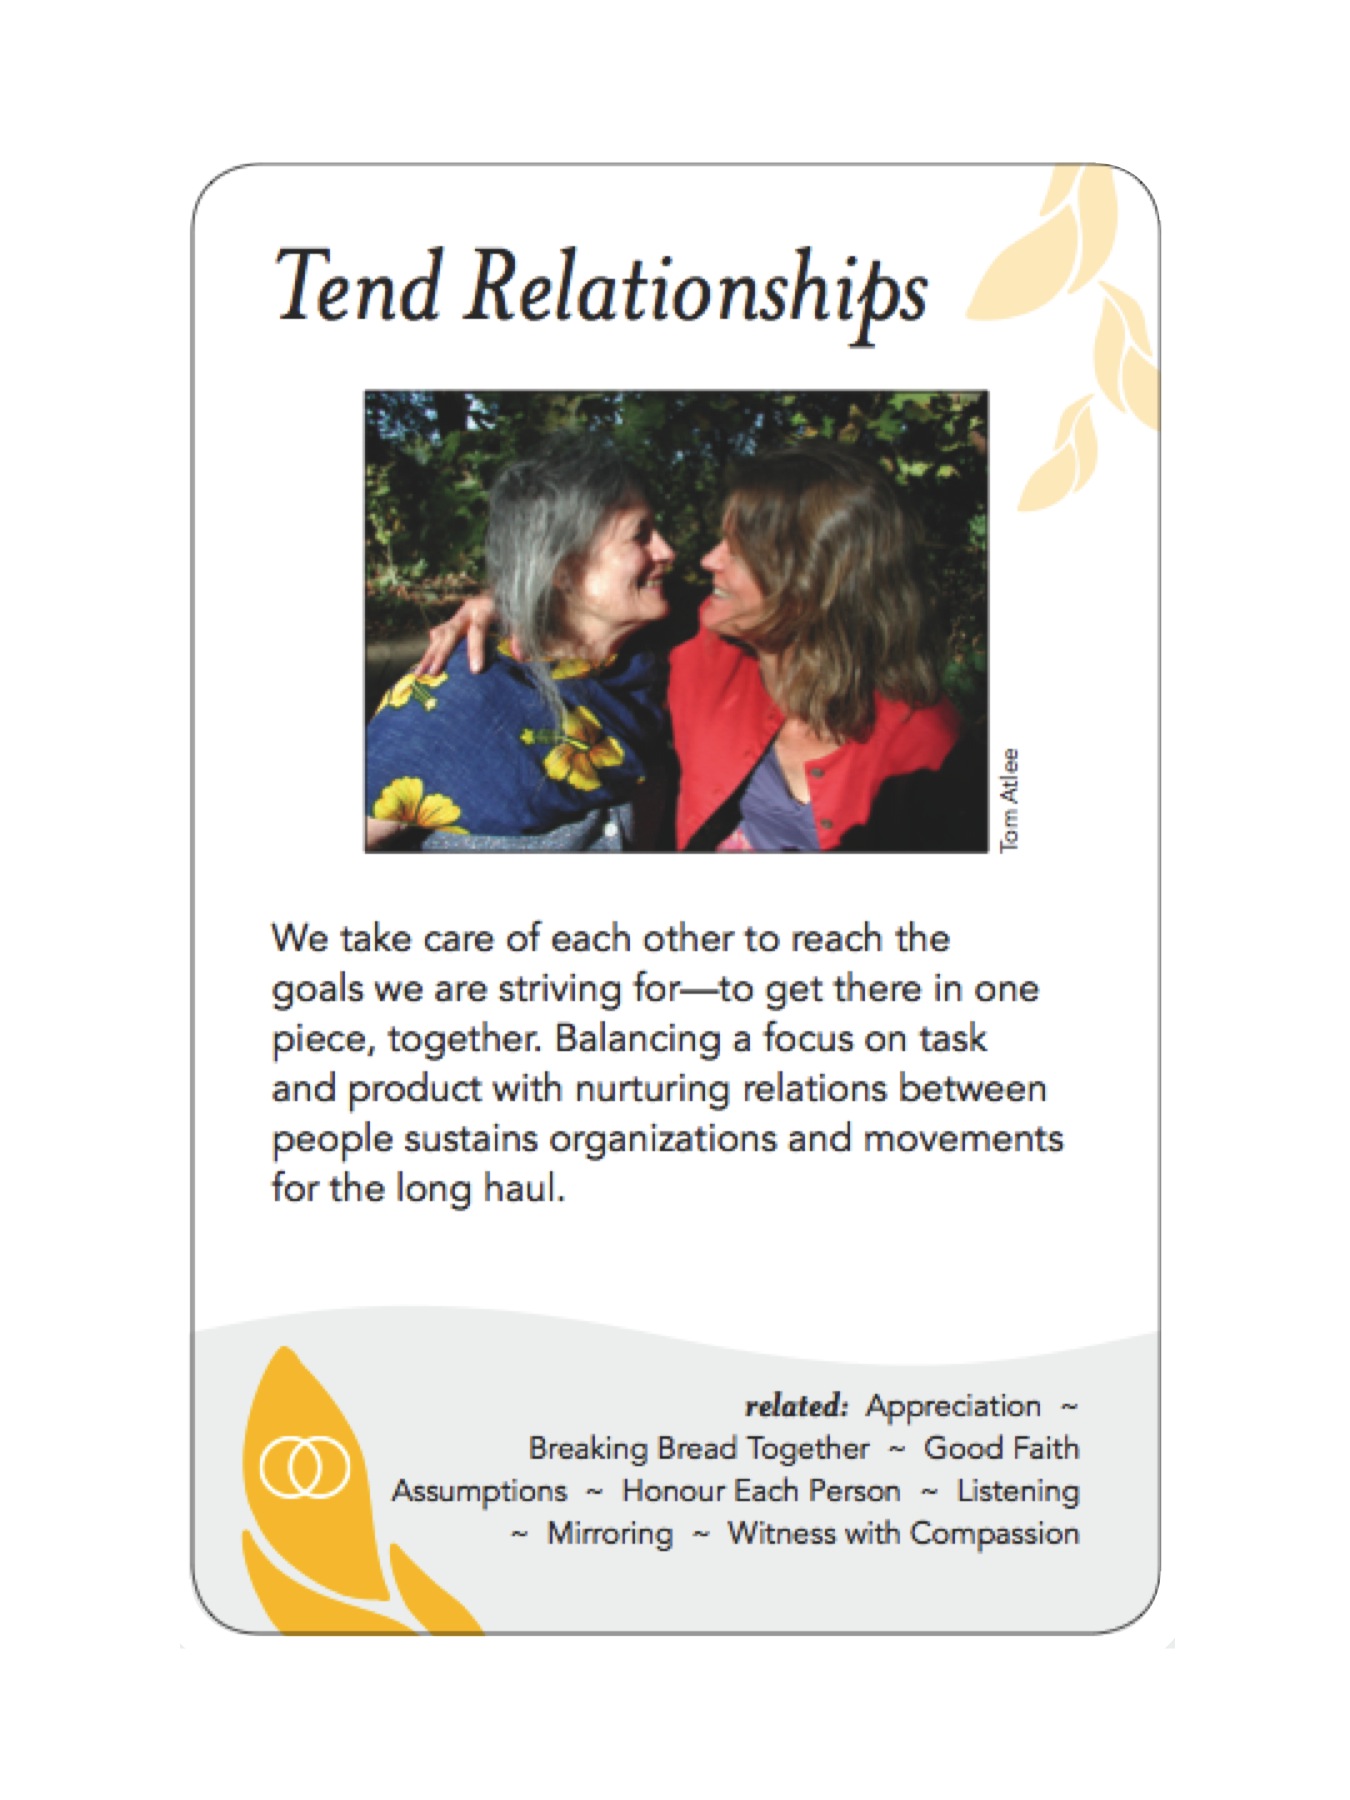 Tend Relationships
Tom Atlee
We take care of each other to reach the
goals we are striving for—to get there in one
piece, together. Balancing a focus on task
and product with nurturing relations between
people sustains organizations and movements
for the long haul.
related: Appreciation ~
Breaking Bread Together ~ Good Faith
Assumptions ~ Honour Each Person ~ Listening
~ Mirroring ~ Witness with Compassion